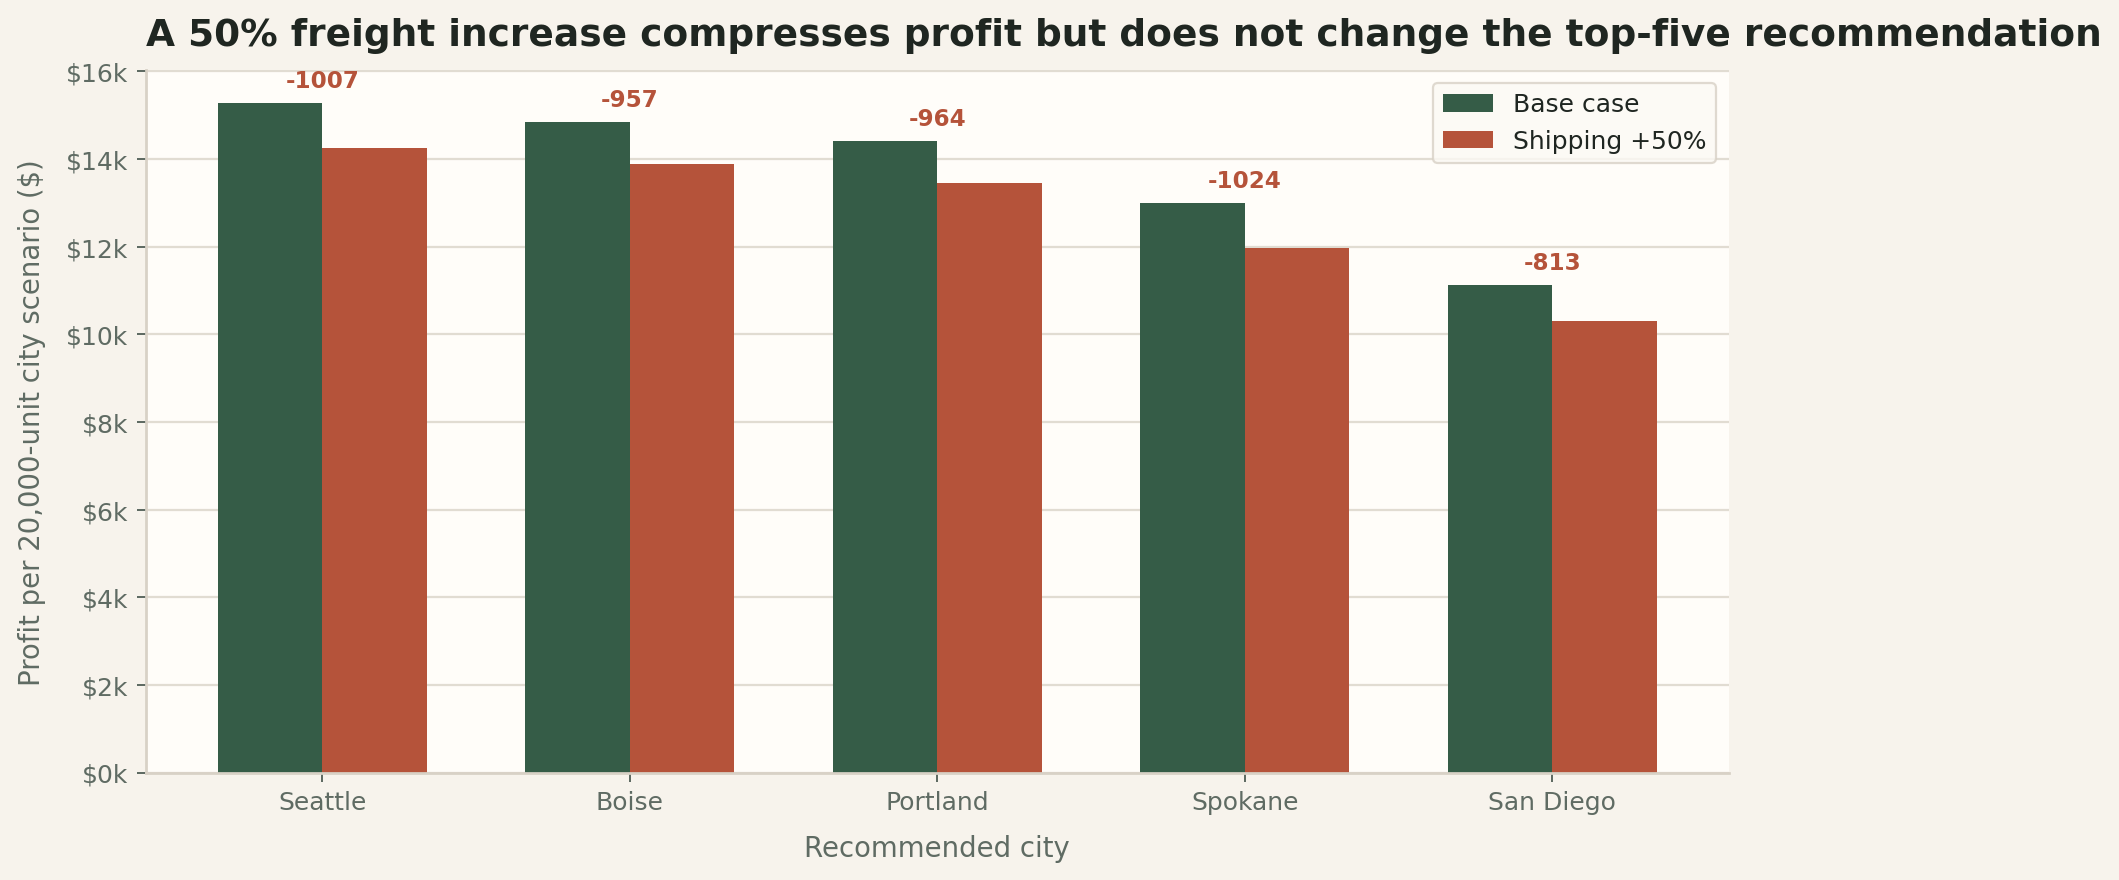 A 50% freight increase compresses profit but does not change the top-five recommendation
Profit per 20,000-unit city scenario ($)
$16k
$14k
$12k
$10k
$8k
$6k
$4k
$2k
$0k
-1007
-957
-964
-1024
-813
Base case
Shipping +50%
Seattle
Boise
Portland
Spokane
San Diego
Recommended city